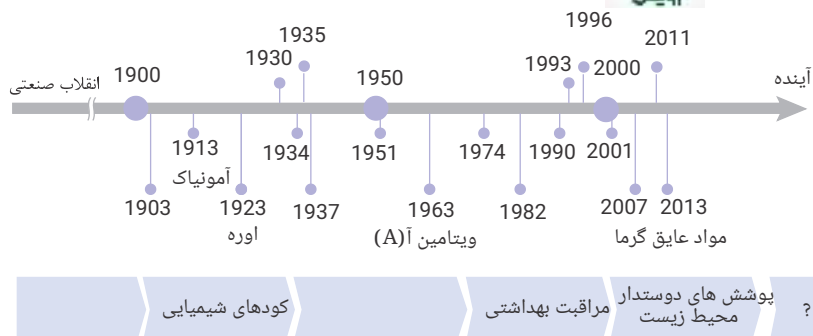 1996
1935
2011
1930
1993
2000
1950
1900
آینده
انقلاب صنعتی
1913
1934
1951
1974
1990
2001
آمونیاک
1903
1923
1937
1963
1982
2007
2013
اوره
ویتامین آ(A)
مواد عایق گرما
کودهای شیمیایی
مراقبت بهداشتی
پوشش های دوستدار
محیط زیست
?